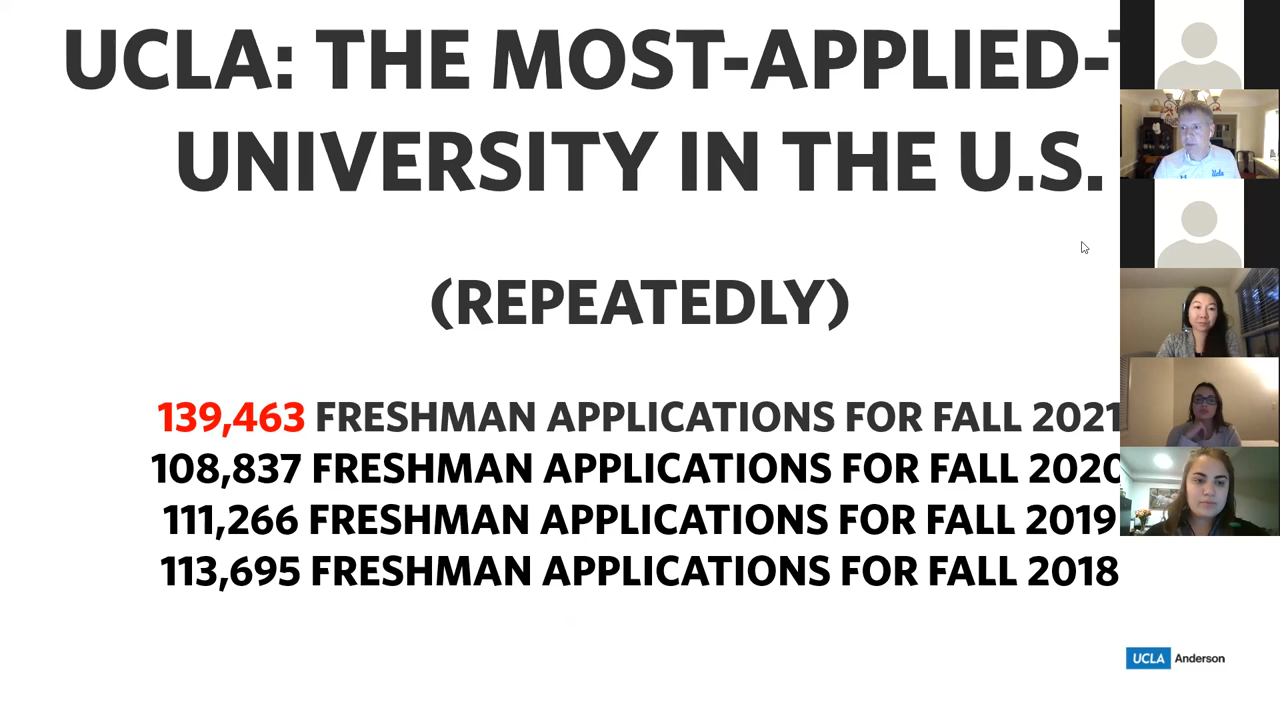 UCLA: THE MOST-APPLIED-T
UNIVERSITY IN THE U.S.
(REPEATEDLY)
139,463 FRESHMAN APPLICATIONS FOR FALL 2021
108,837 FRESHMAN APPLICATIONS FOR FALL 2020
111,266 FRESHMAN APPLICATIONS FOR FALL 2019
113,695 FRESHMAN APPLICATIONS FOR FALL 2018
Ucla
UCLA Anderson